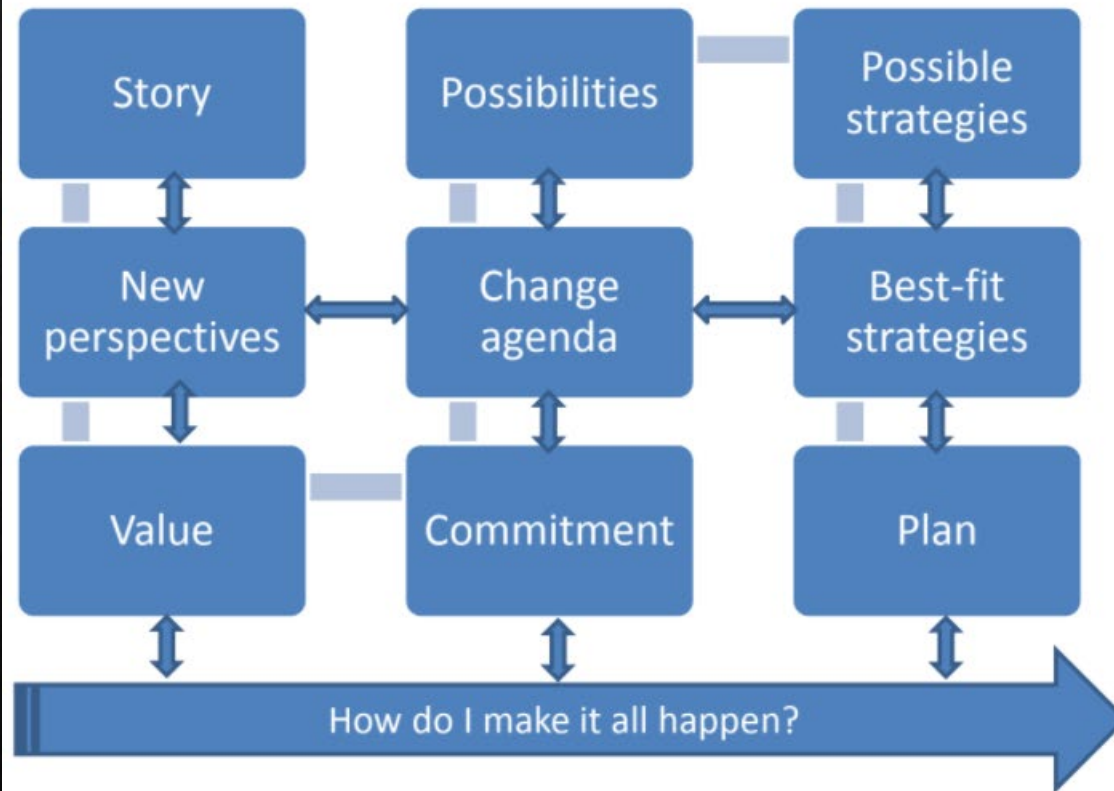 Story
Possibilities
Possible
strategies
New
perspectives
Change
agenda
Best-fit
strategies
Value
Commitment
Plan
How do I make it all happen?